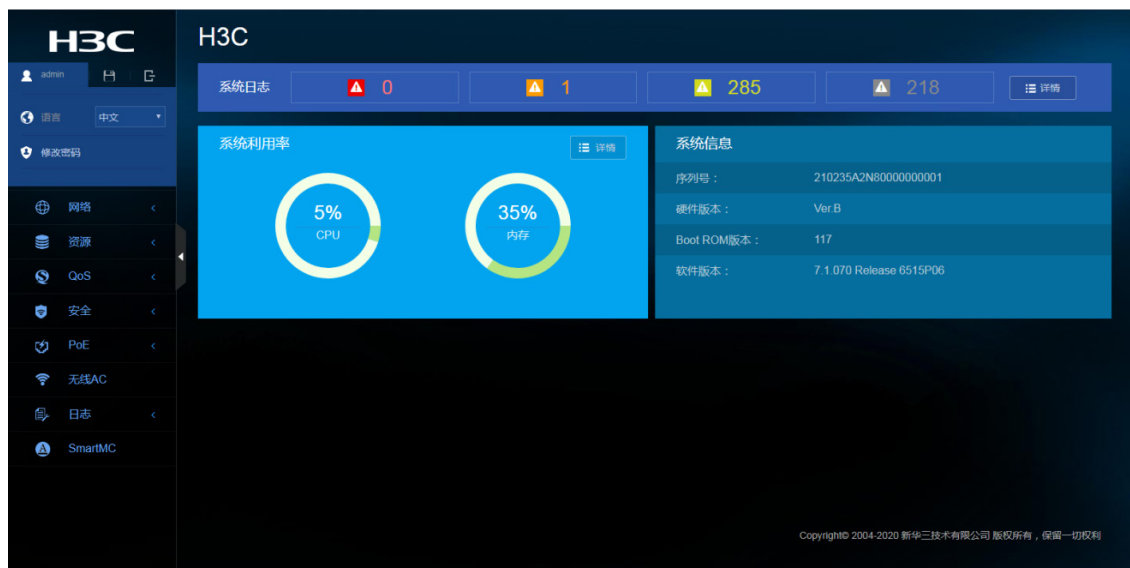 H3C
admin
语言 中文
修改密码
网络
资源
QoS
安全
PoE
无线AC
日志
SmartMC
H3C
系统日志 0 1 285 218 详情
系统利用率 详情
5%
CPU
35%
内存
系统信息
序列号： 210235A2N80000000001
硬件版本： Ver.B
Boot ROM版本： 117
软件版本： 7.1.070 Release 6515P06
Copyright© 2004-2020 新华三技术有限公司 版权所有，保留一切权利